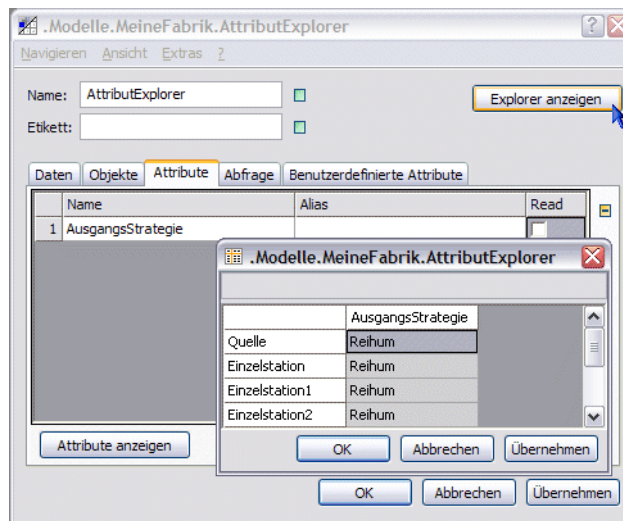 .Modelle.MeineFabrik.AttributExplorer
Navigieren Ansicht Extras ?
Name: AttributExplorer
Explorer anzeigen
Etikett:
Daten Objekte Attribute Abfrage Benutzerdefinierte Attribute
Name Alias Read
1 AusgangsStrategie
.Modelle.MeineFabrik.AttributExplorer
AusgangsStrategie
Quelle Reihum
Einzelstation Reihum
Einzelstation1 Reihum
Einzelstation2 Reihum
OK Abbrechen Übernehmen
Attribute anzeigen
OK Abbrechen Übernehmen